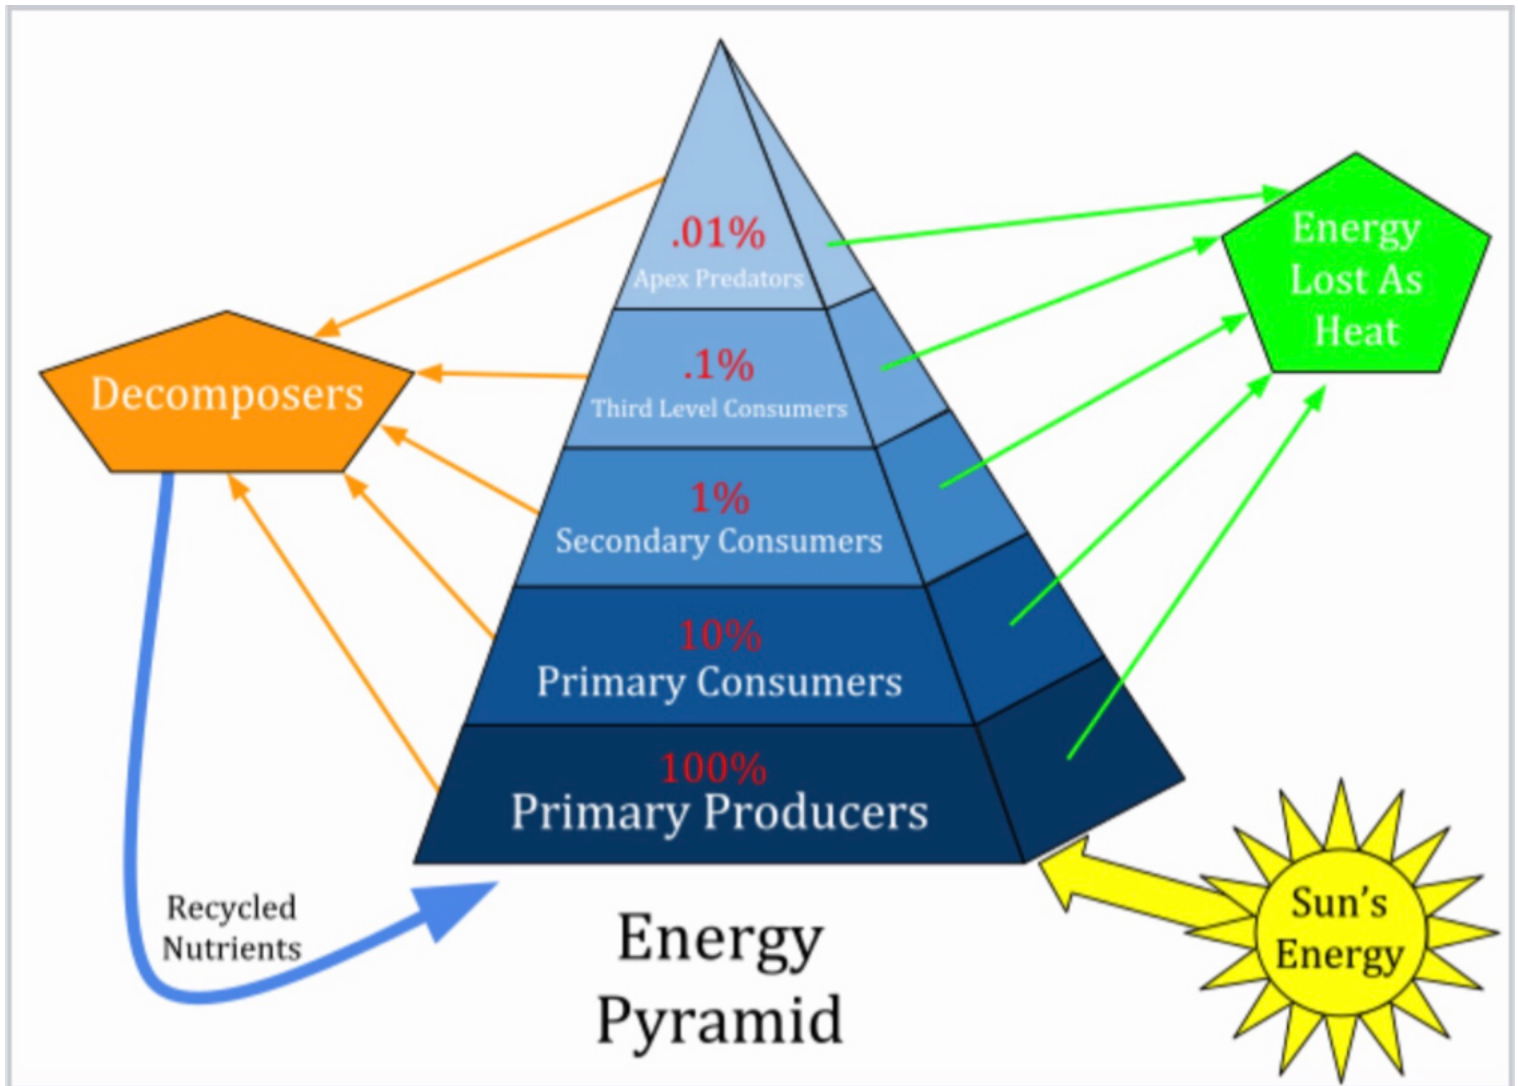 .01%
Apex Predators
.1%
Third Level Consumers
1%
Secondary Consumers
10%
Primary Consumers
100%
Primary Producers
Decomposers
Energy
Lost As
Heat
Recycled
Nutrients
Energy
Pyramid
Sun's
Energy